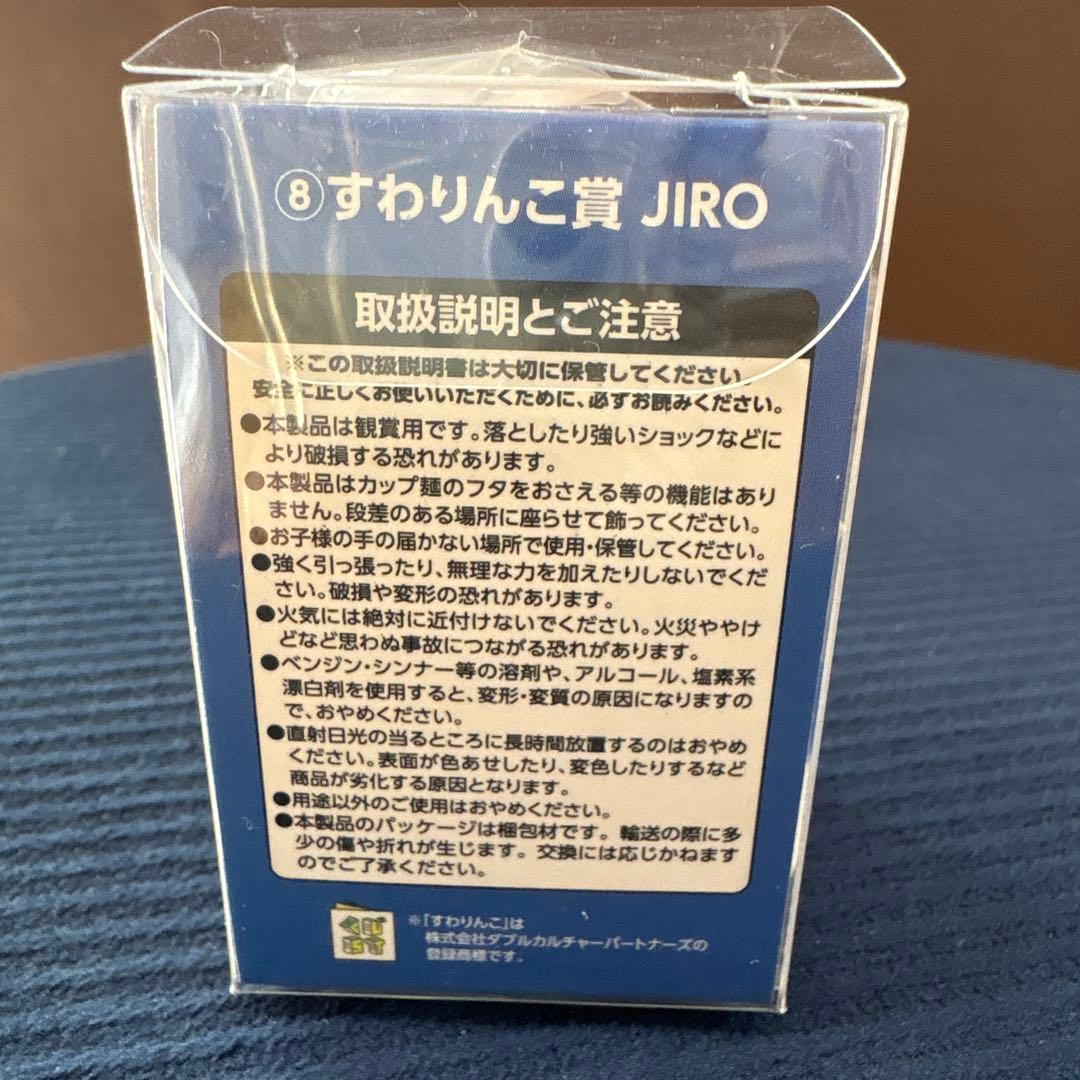 ⑧すわりんこ賞 JIRO
取扱説明とご注意
※この取扱説明書は大切に保管してください。
安全に正しくお使いいただくために、必ずお読みください。
●本製品は観賞用です。落としたり強いショックなどに
より破損する恐れがあります。
●本製品はカップ麺のフタをおさえる等の機能はあり
ません。段差のある場所に座らせて飾ってください。
●お子様の手の届かない場所で使用・保管してください。
●強く引っ張ったり、無理な力を加えたりしないでくだ
さい。破損や変形の恐れがあります。
●火気には絶対に近付けないでください。火災ややけ
どなど思わぬ事故につながる恐れがあります。
●ベンジン・シンナー等の溶剤や、アルコール、塩素系
漂白剤を使用すると、変形・変質の原因になりますの
で、おやめください。
●直射日光の当るところに長時間放置するのはおやめ
ください。表面が色あせしたり、変色したりするなど
商品が劣化する原因となります。
●用途以外のご使用はおやめください。
●本製品のパッケージは梱包材です。輸送の際に多
少の傷や折れが生じます。交換には応じかねます
のでご了承ください。
くじ
引き堂
※「すわりんこ」は
株式会社ダブルカルチャーパートナーズの
登録商標です。